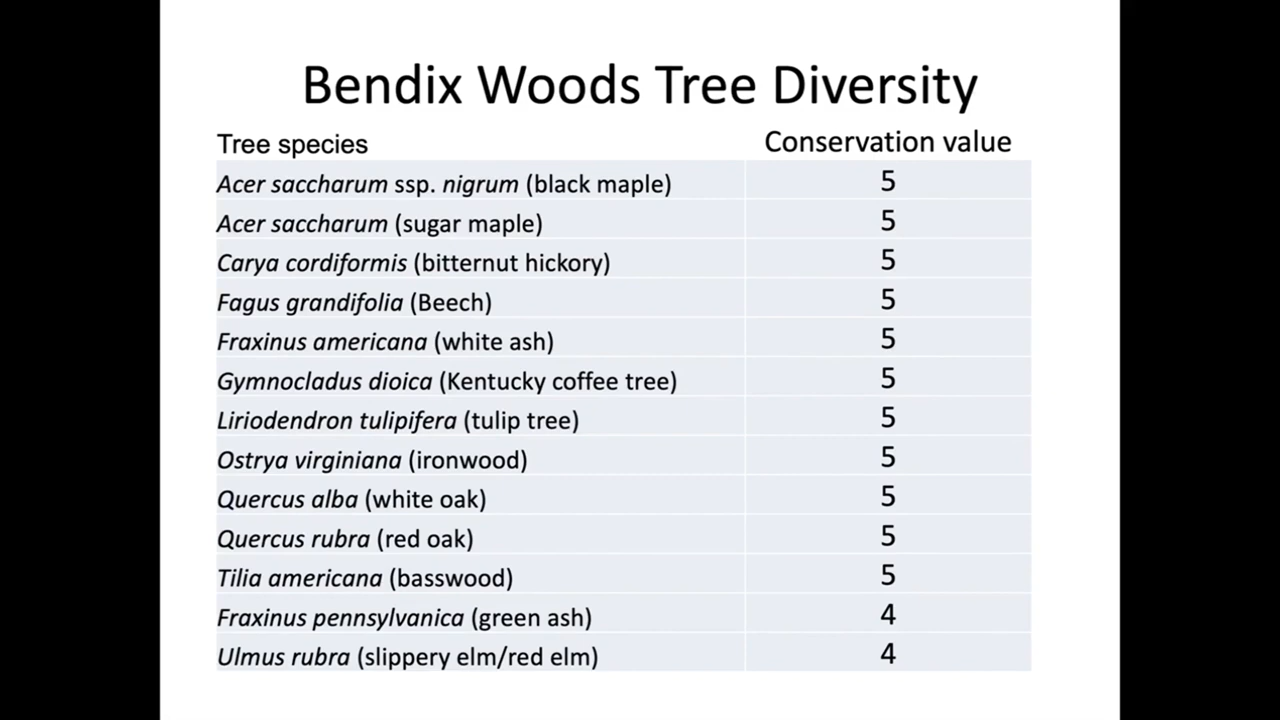 Bendix Woods Tree Diversity
Tree species Conservation value
Acer saccharum ssp. nigrum (black maple) 5
Acer saccharum (sugar maple) 5
Carya cordiformis (bitternut hickory) 5
Fagus grandifolia (Beech) 5
Fraxinus americana (white ash) 5
Gymnocladus dioica (Kentucky coffee tree) 5
Liriodendron tulipifera (tulip tree) 5
Ostrya virginiana (ironwood) 5
Quercus alba (white oak) 5
Quercus rubra (red oak) 5
Tilia americana (basswood) 5
Fraxinus pennsylvanica (green ash) 4
Ulmus rubra (slippery elm/red elm) 4